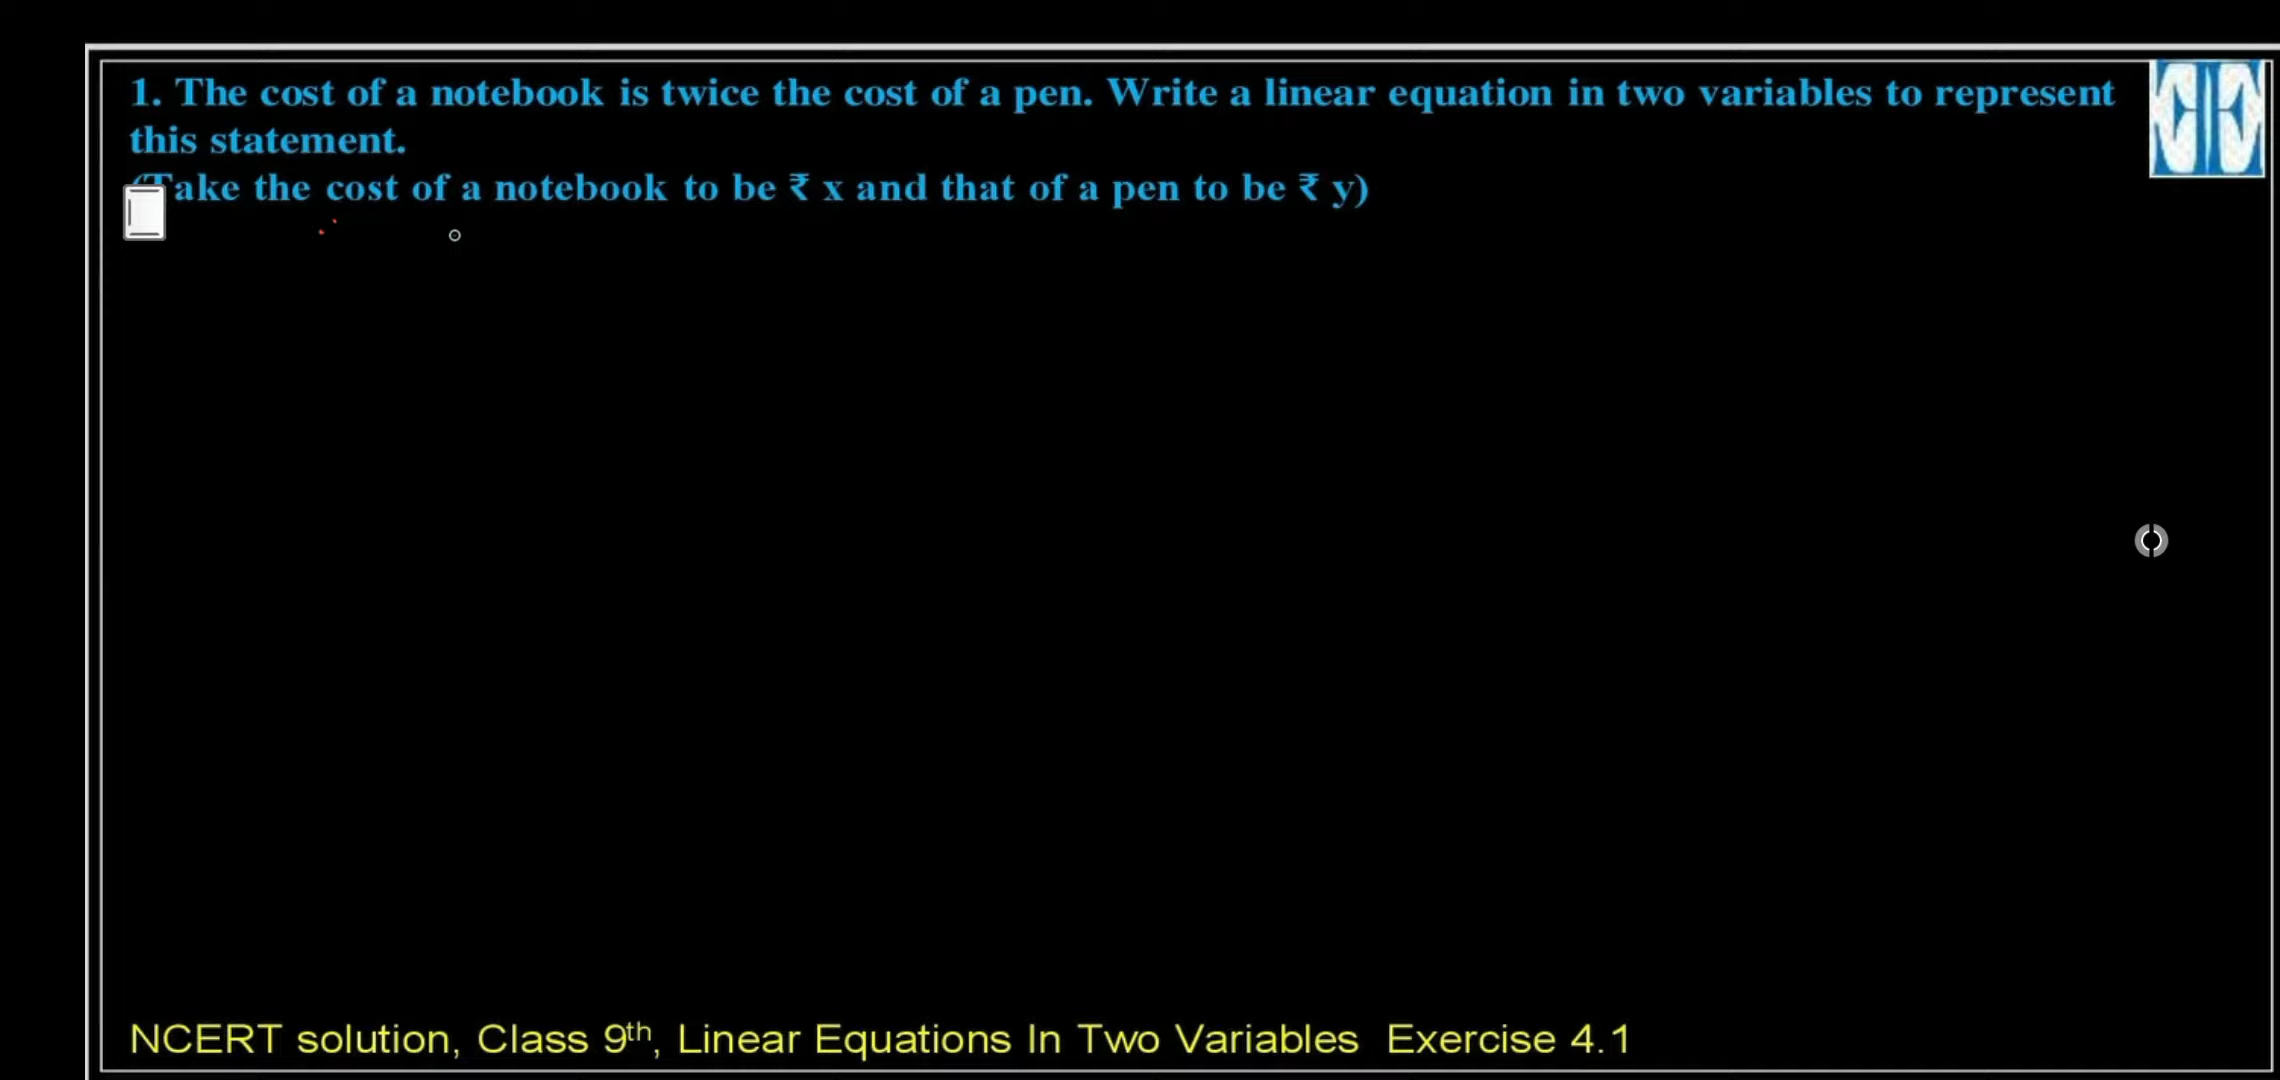 1. The cost of a notebook is twice the cost of a pen. Write a linear equation in two variables to represent
this statement.
(Take the cost of a notebook to be ₹ x and that of a pen to be ₹ y)
NCERT solution, Class 9th, Linear Equations In Two Variables Exercise 4.1